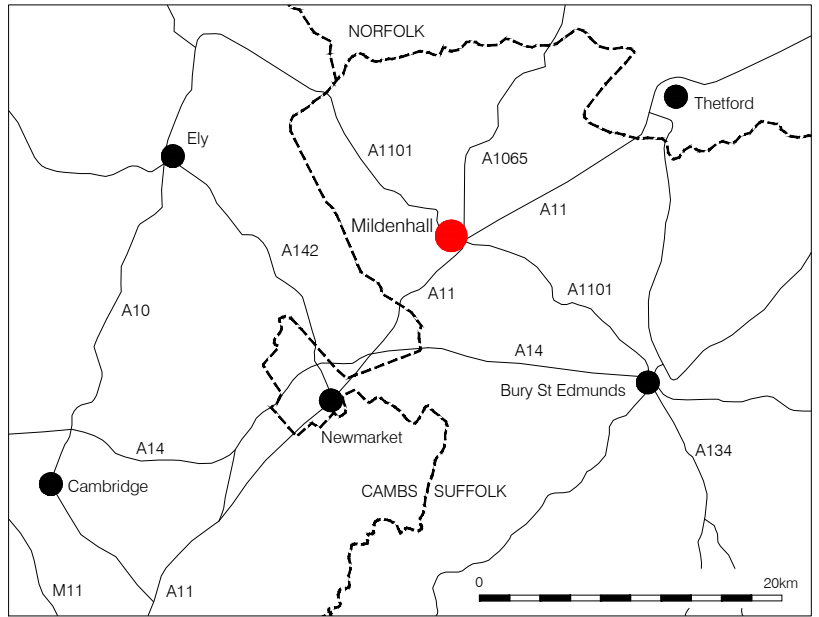 NORFOLK
Thetford
Ely
A1101
A1065
A11
Mildenhall
A142
A11
A1101
A10
A14
Bury St Edmunds
Newmarket
A14
A134
Cambridge
CAMBS
SUFFOLK
0
20km
M11
A11